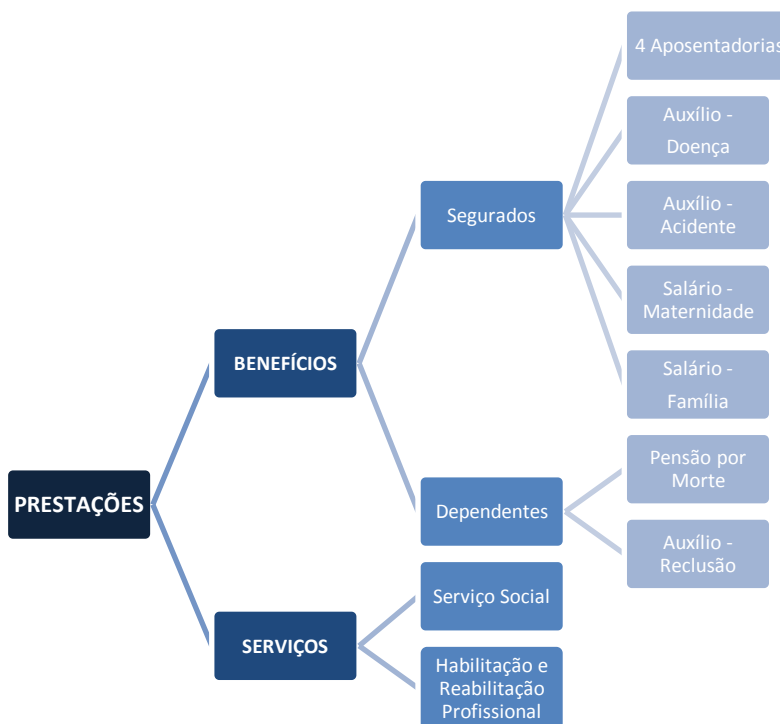 4 Aposentadorias
Auxílio -
Doença
Segurados
Auxílio -
Acidente
Salário -
Maternidade
BENEFÍCIOS
Salário -
Família
Pensão por
Morte
PRESTAÇÕES
Dependentes
Auxílio -
Reclusão
Serviço Social
SERVIÇOS
Habilitação e
Reabilitação
Profissional